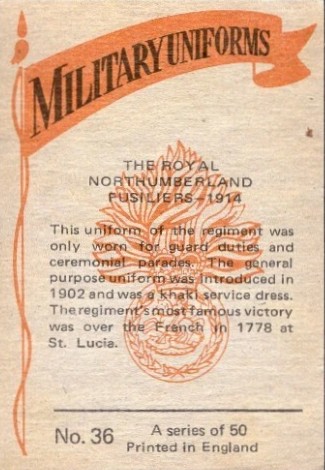 MILITARY UNIFORMS
THE ROYAL
NORTHUMBERLAND
FUSILIERS-1914
This uniform of the regiment was
only worn for guard duties and
ceremonial parades. The general
purpose uniform was introduced in
1902 and was a khaki service dress.
The regiment's most famous victory
was over the French in 1778 at
St. Lucia.
No. 36
A series of 50
Printed in England